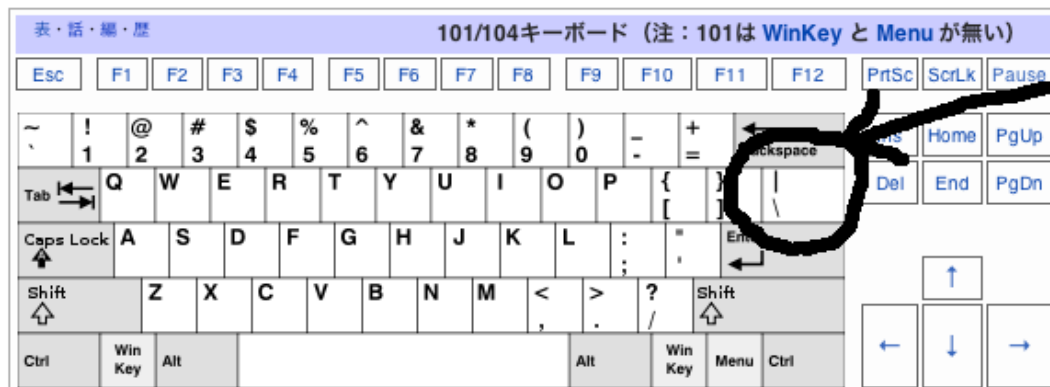 表・話・編・歴 101/104キーボード（注：101は WinKey と Menu が無い）
Esc F1 F2 F3 F4 F5 F6 F7 F8 F9 F10 F11 F12 PrtSc ScrLk Pause
~ ! @ # $ % ^ & * ( ) _ +
` 1 2 3 4 5 6 7 8 9 0 - = Home PgUp
Tab Q W E R T Y U I O P { } |
[ ] \ Del End PgDn
Caps Lock A S D F G H J K L : "
; '
Shift Z X C V B N M < > ? Shift
, . / ↑
Ctrl Win Key Alt Alt Win Key Menu Ctrl ← ↓ →